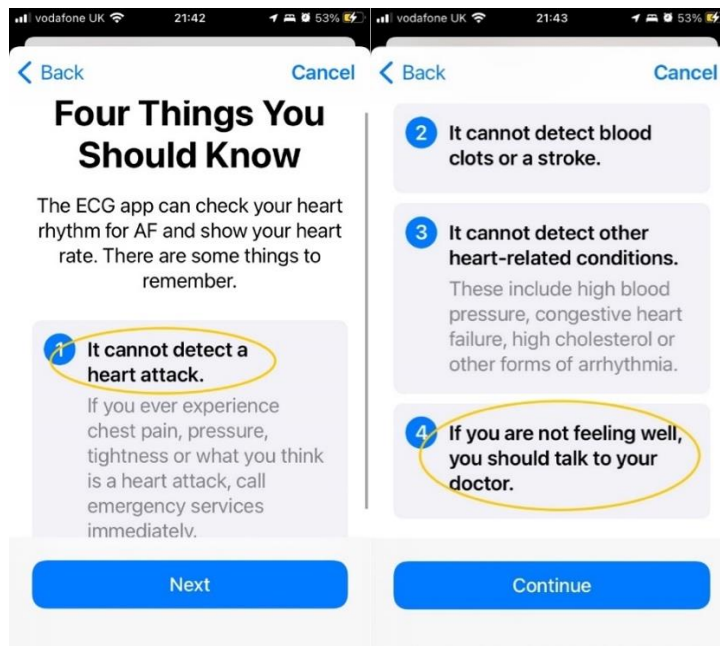 vodafone UK 21:42 53%
Back Cancel
Four Things You
Should Know
The ECG app can check your heart
rhythm for AF and show your heart
rate. There are some things to
remember.
1 It cannot detect a
heart attack.
If you ever experience
chest pain, pressure,
tightness or what you think
is a heart attack, call
emergency services
immediately.
Next
vodafone UK 21:43 53%
Back Cancel
2 It cannot detect blood
clots or a stroke.
3 It cannot detect other
heart-related conditions.
These include high blood
pressure, congestive heart
failure, high cholesterol or
other forms of arrhythmia.
4 If you are not feeling well,
you should talk to your
doctor.
Continue